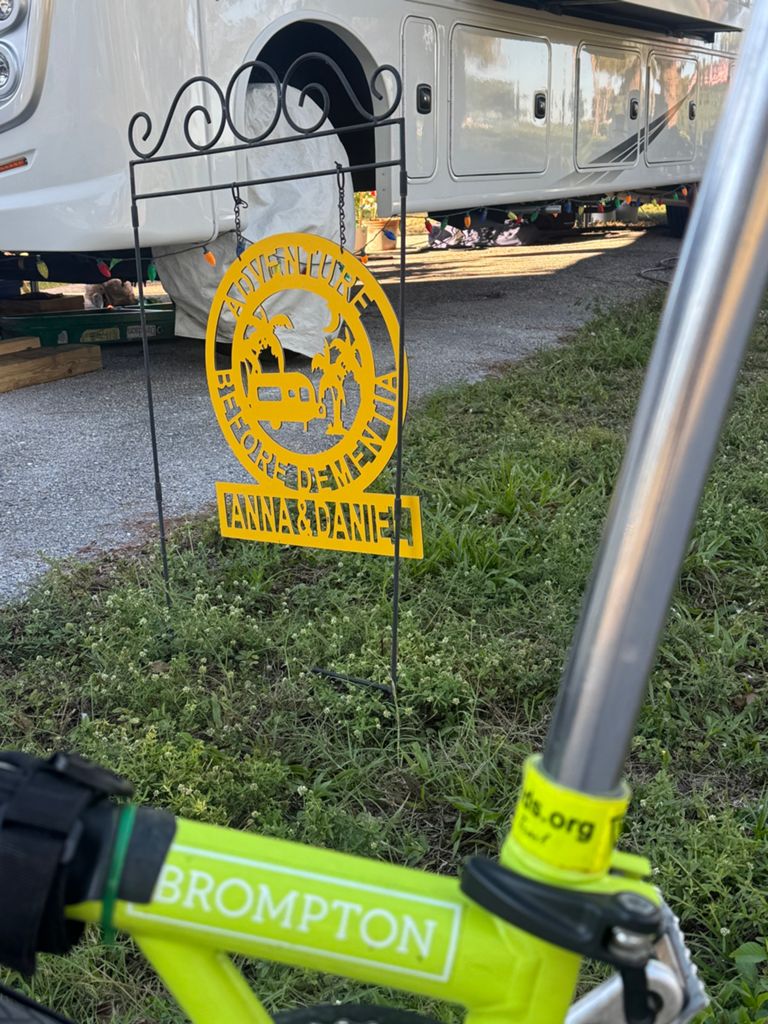 ADVENTURE
BEFORE DEMENTIA
ANNA & DANIEL
ds.org
BROMPTON